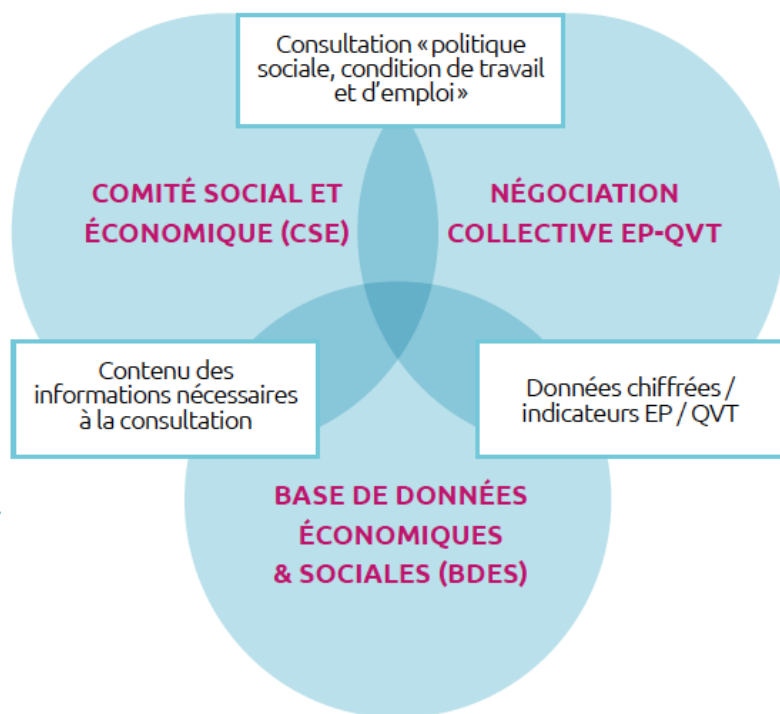 Consultation « politique
sociale, condition de travail
et d’emploi »
COMITÉ SOCIAL ET
ÉCONOMIQUE (CSE)
NÉGOCIATION
COLLECTIVE EP-QVT
Contenu des
informations nécessaires
à la consultation
Données chiffrées /
indicateurs EP / QVT
BASE DE DONNÉES
ÉCONOMIQUES
& SOCIALES (BDES)